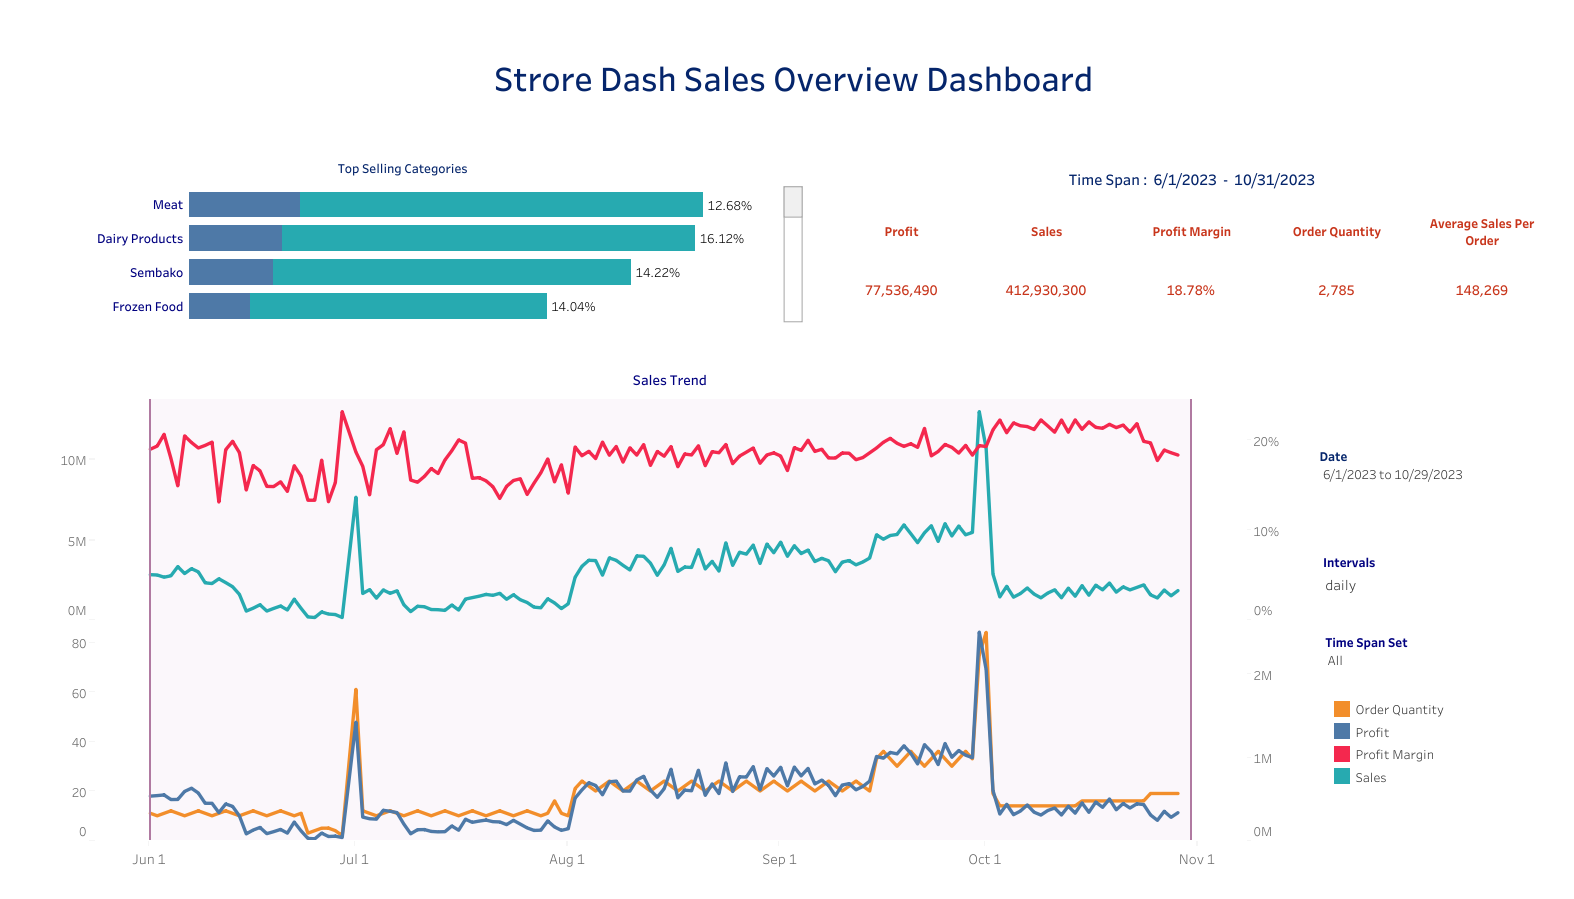 Strore Dash Sales Overview Dashboard
Top Selling Categories
Meat 12.68%
Dairy Products 16.12%
Sembako 14.22%
Frozen Food 14.04%
Time Span : 6/1/2023 - 10/31/2023
Profit Sales Profit Margin Order Quantity Average Sales Per
Order
77,536,490 412,930,300 18.78% 2,785 148,269
Sales Trend
10M
5M
0M
80
60
40
20
0
20%
10%
0%
2M
1M
0M
Jun 1 Jul 1 Aug 1 Sep 1 Oct 1 Nov 1
Date
6/1/2023 to 10/29/2023
Intervals
daily
Time Span Set
All
Order Quantity
Profit
Profit Margin
Sales